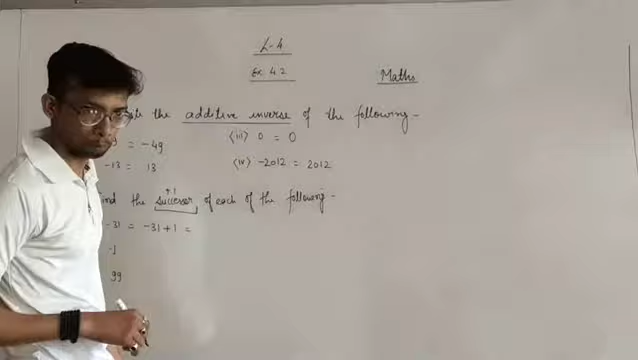 L-4
Ex 4.2
Maths
the additive inverse of the following -
= -49
(iii) 0 = 0
-13 = 13
(iv) -2012 = 2012
+1
find the successor of each of the following -
-31 = -31 + 1 =
-1
99